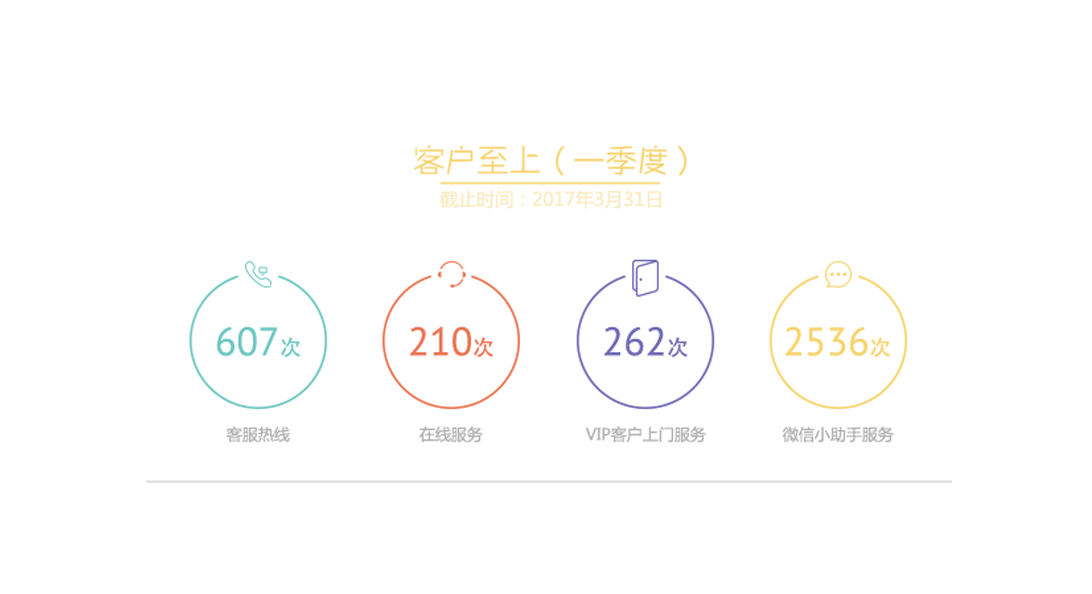 客户至上（一季度）
截止时间：2017年3月31日
607次
210次
262次
2536次
客服热线
在线服务
VIP客户上门服务
微信小助手服务